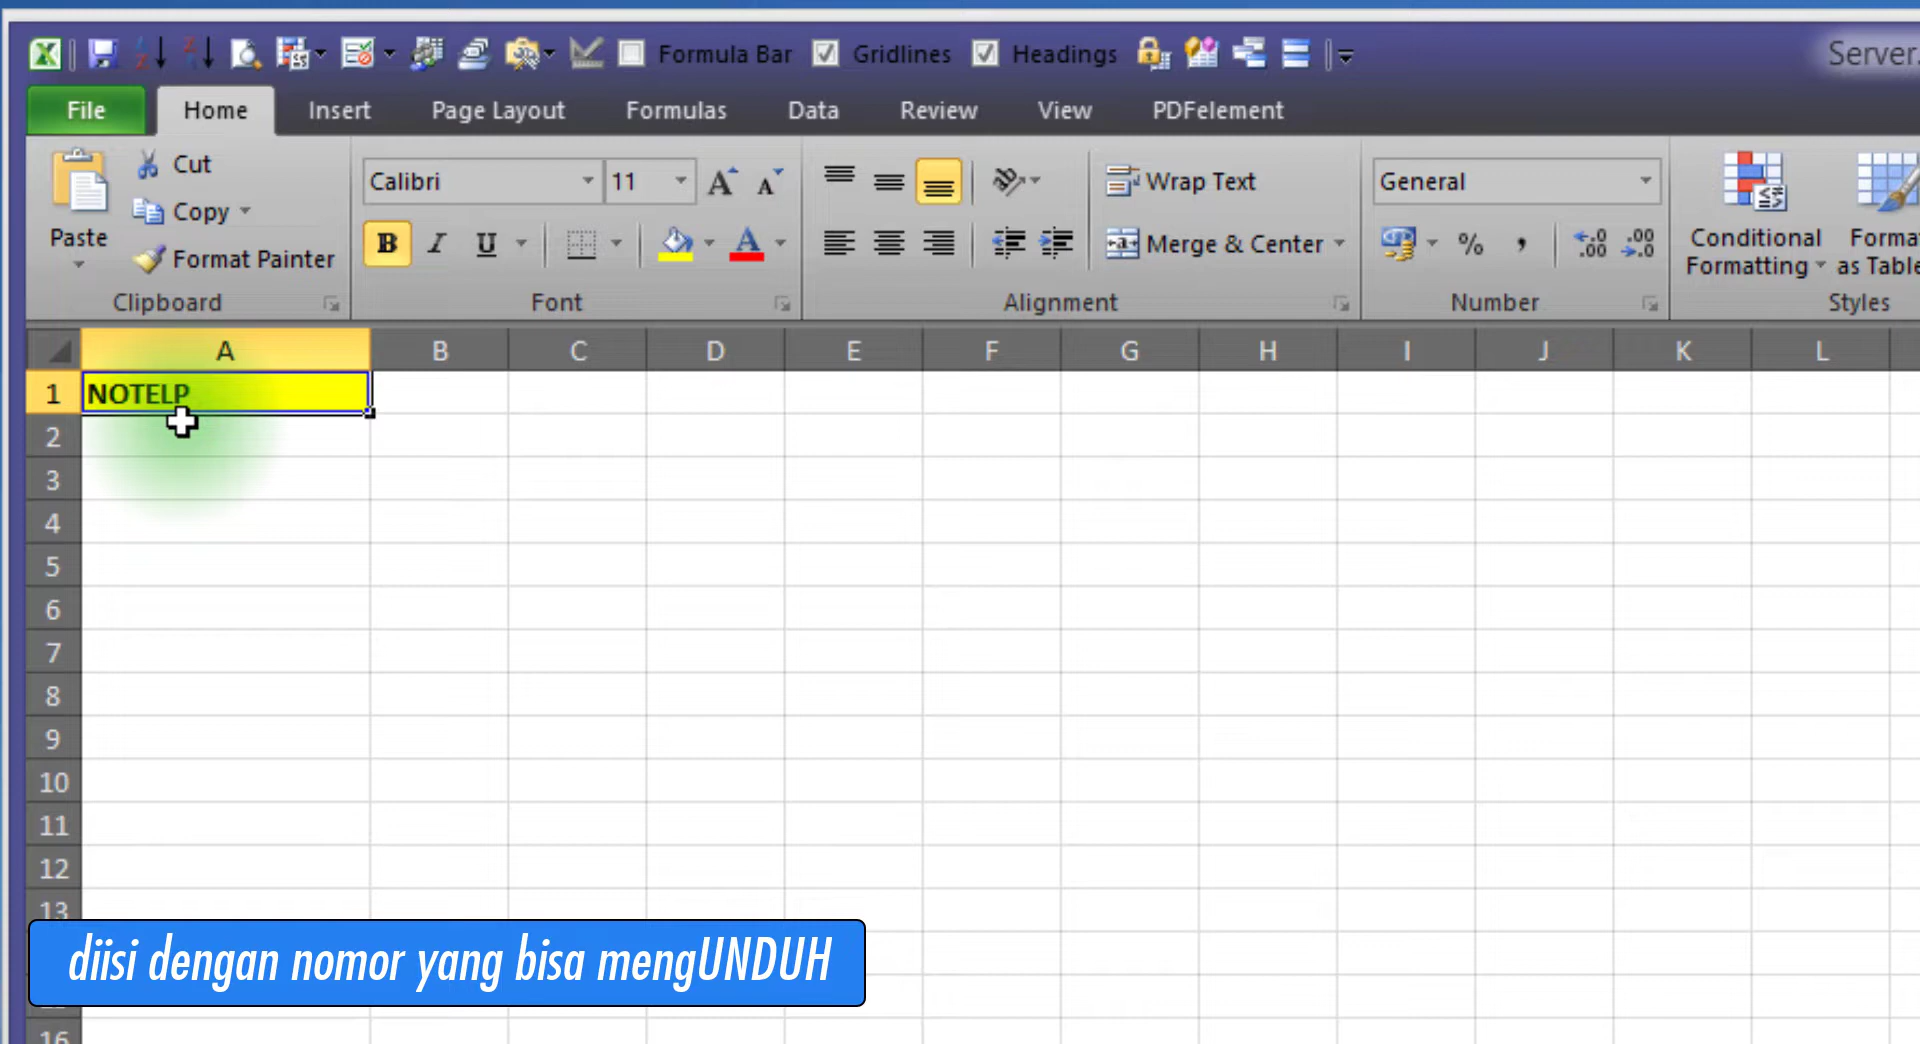 Formula Bar Gridlines Headings Server.
File Home Insert Page Layout Formulas Data Review View PDFelement
Paste
Cut
Copy
Format Painter
Clipboard
Calibri 11
B I U A
Font
Wrap Text
Merge & Center
Alignment
General
% ,
Number
Conditional
Formatting
Format
as Table
Styles
A B C D E F G H I J K L
1 NOTELP
2
3
4
5
6
7
8
9
10
11
12
13
diisi dengan nomor yang bisa mengUNDUH
16